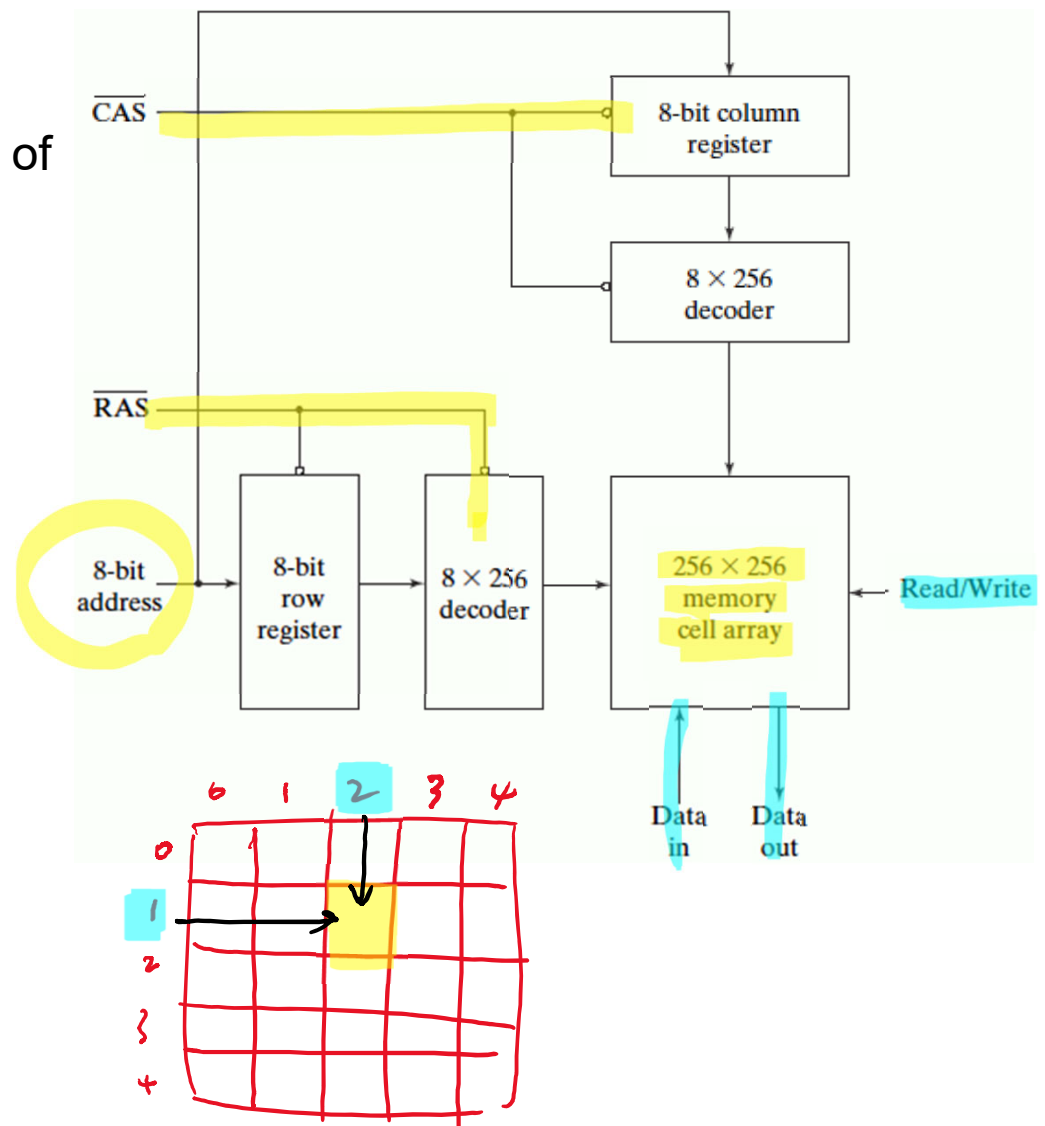 of
C̅A̅S̅
8-bit column
register
8 × 256
decoder
R̅A̅S̅
8-bit
address
8-bit
row
register
8 × 256
decoder
256 × 256
memory
cell array
Read/Write
Data
in
Data
out
0 1 2 3 4
0
1
2
3
4